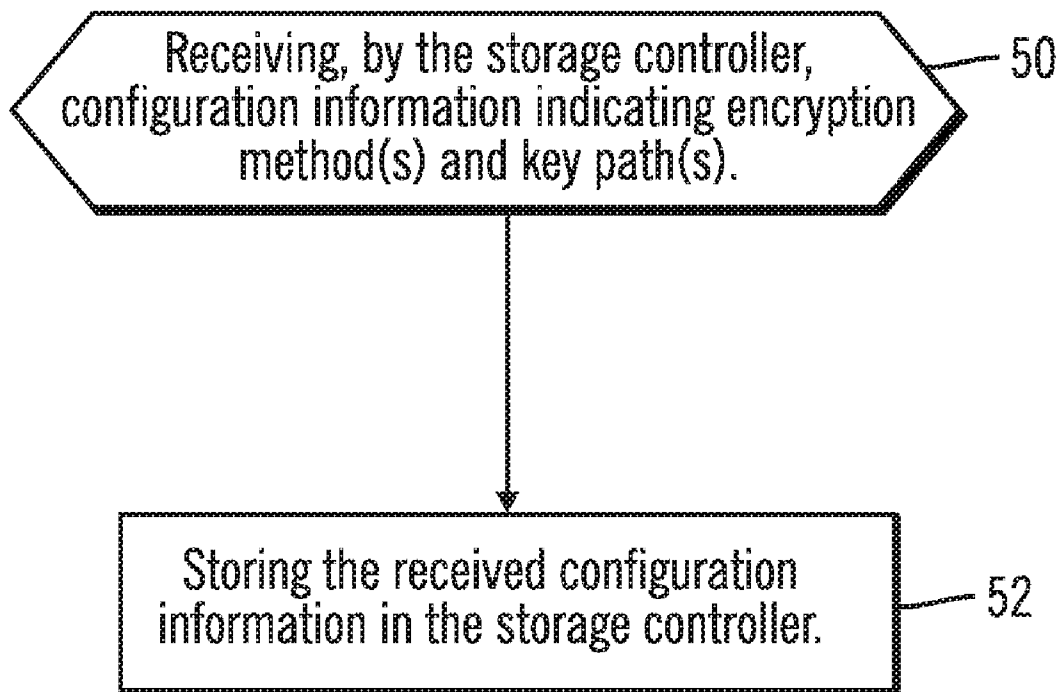 Receiving, by the storage controller,
configuration information indicating encryption
method(s) and key path(s).
50
Storing the received configuration
information in the storage controller.
52